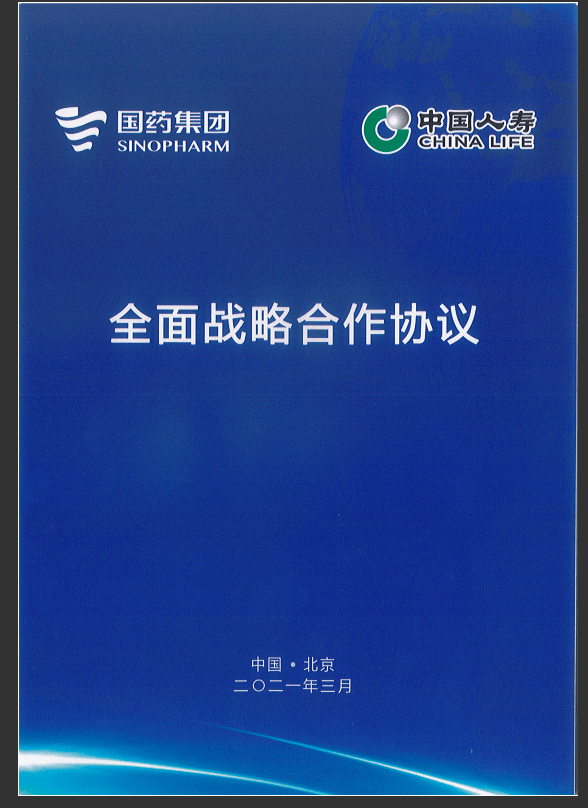 国药集团
SINOPHARM
中国人寿
CHINA LIFE
全面战略合作协议
中国•北京
二〇二一年三月